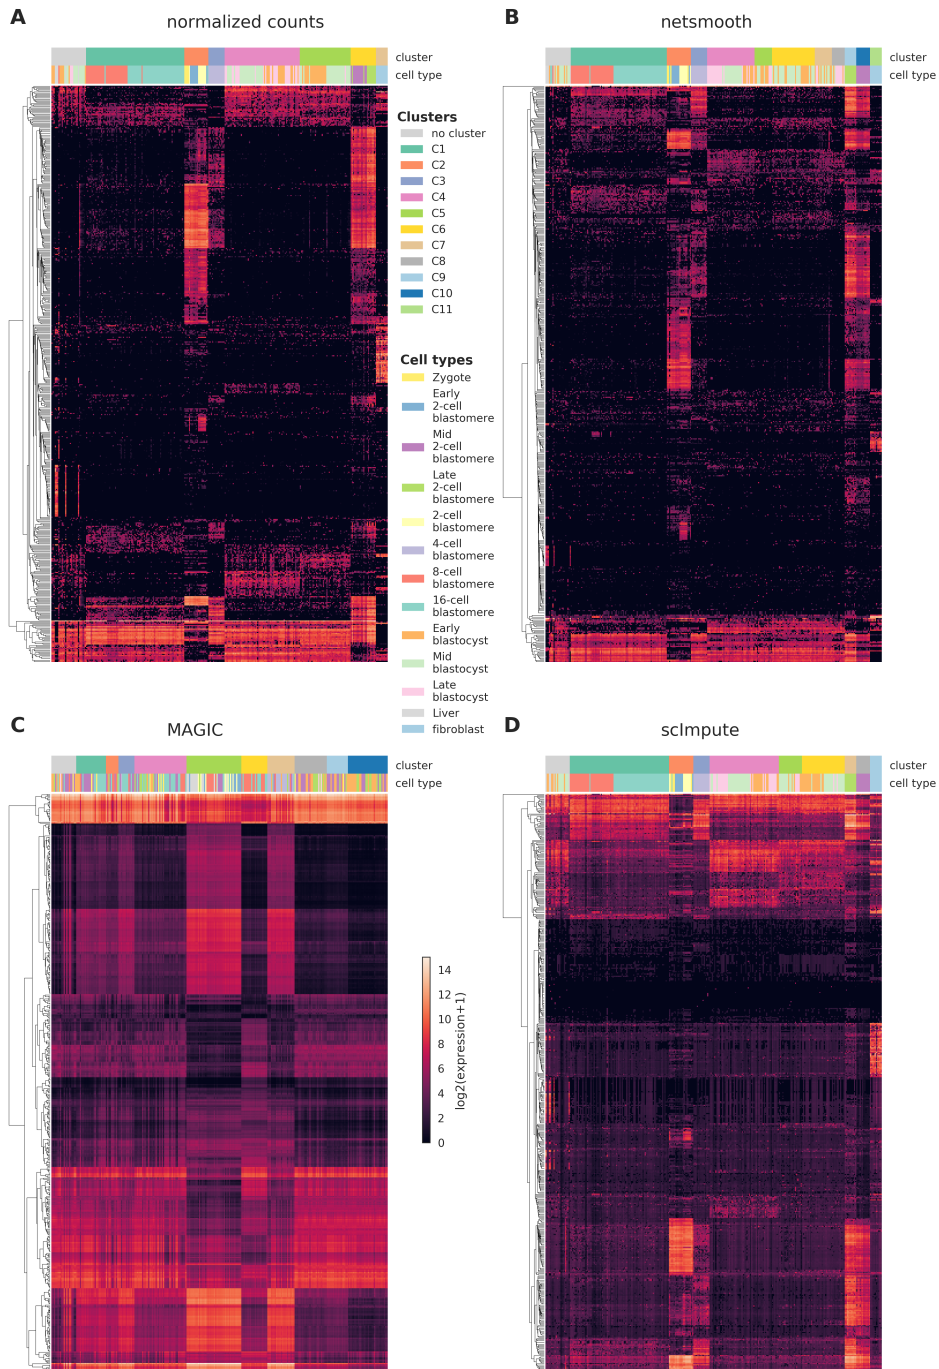 A
normalized counts
B
netsmooth
cluster
cell type
cluster
cell type
Clusters
no cluster
C1
C2
C3
C4
C5
C6
C7
C8
C9
C10
C11
Cell types
Zygote
Early
2-cell
blastomere
Mid
2-cell
blastomere
Late
2-cell
blastomere
2-cell
blastomere
4-cell
blastomere
8-cell
blastomere
16-cell
blastomere
Early
blastocyst
Mid
blastocyst
Late
blastocyst
Liver
fibroblast
C
MAGIC
D
scImpute
cluster
cell type
cluster
cell type
14
12
10
8
6
4
2
0
log2(expression+1)